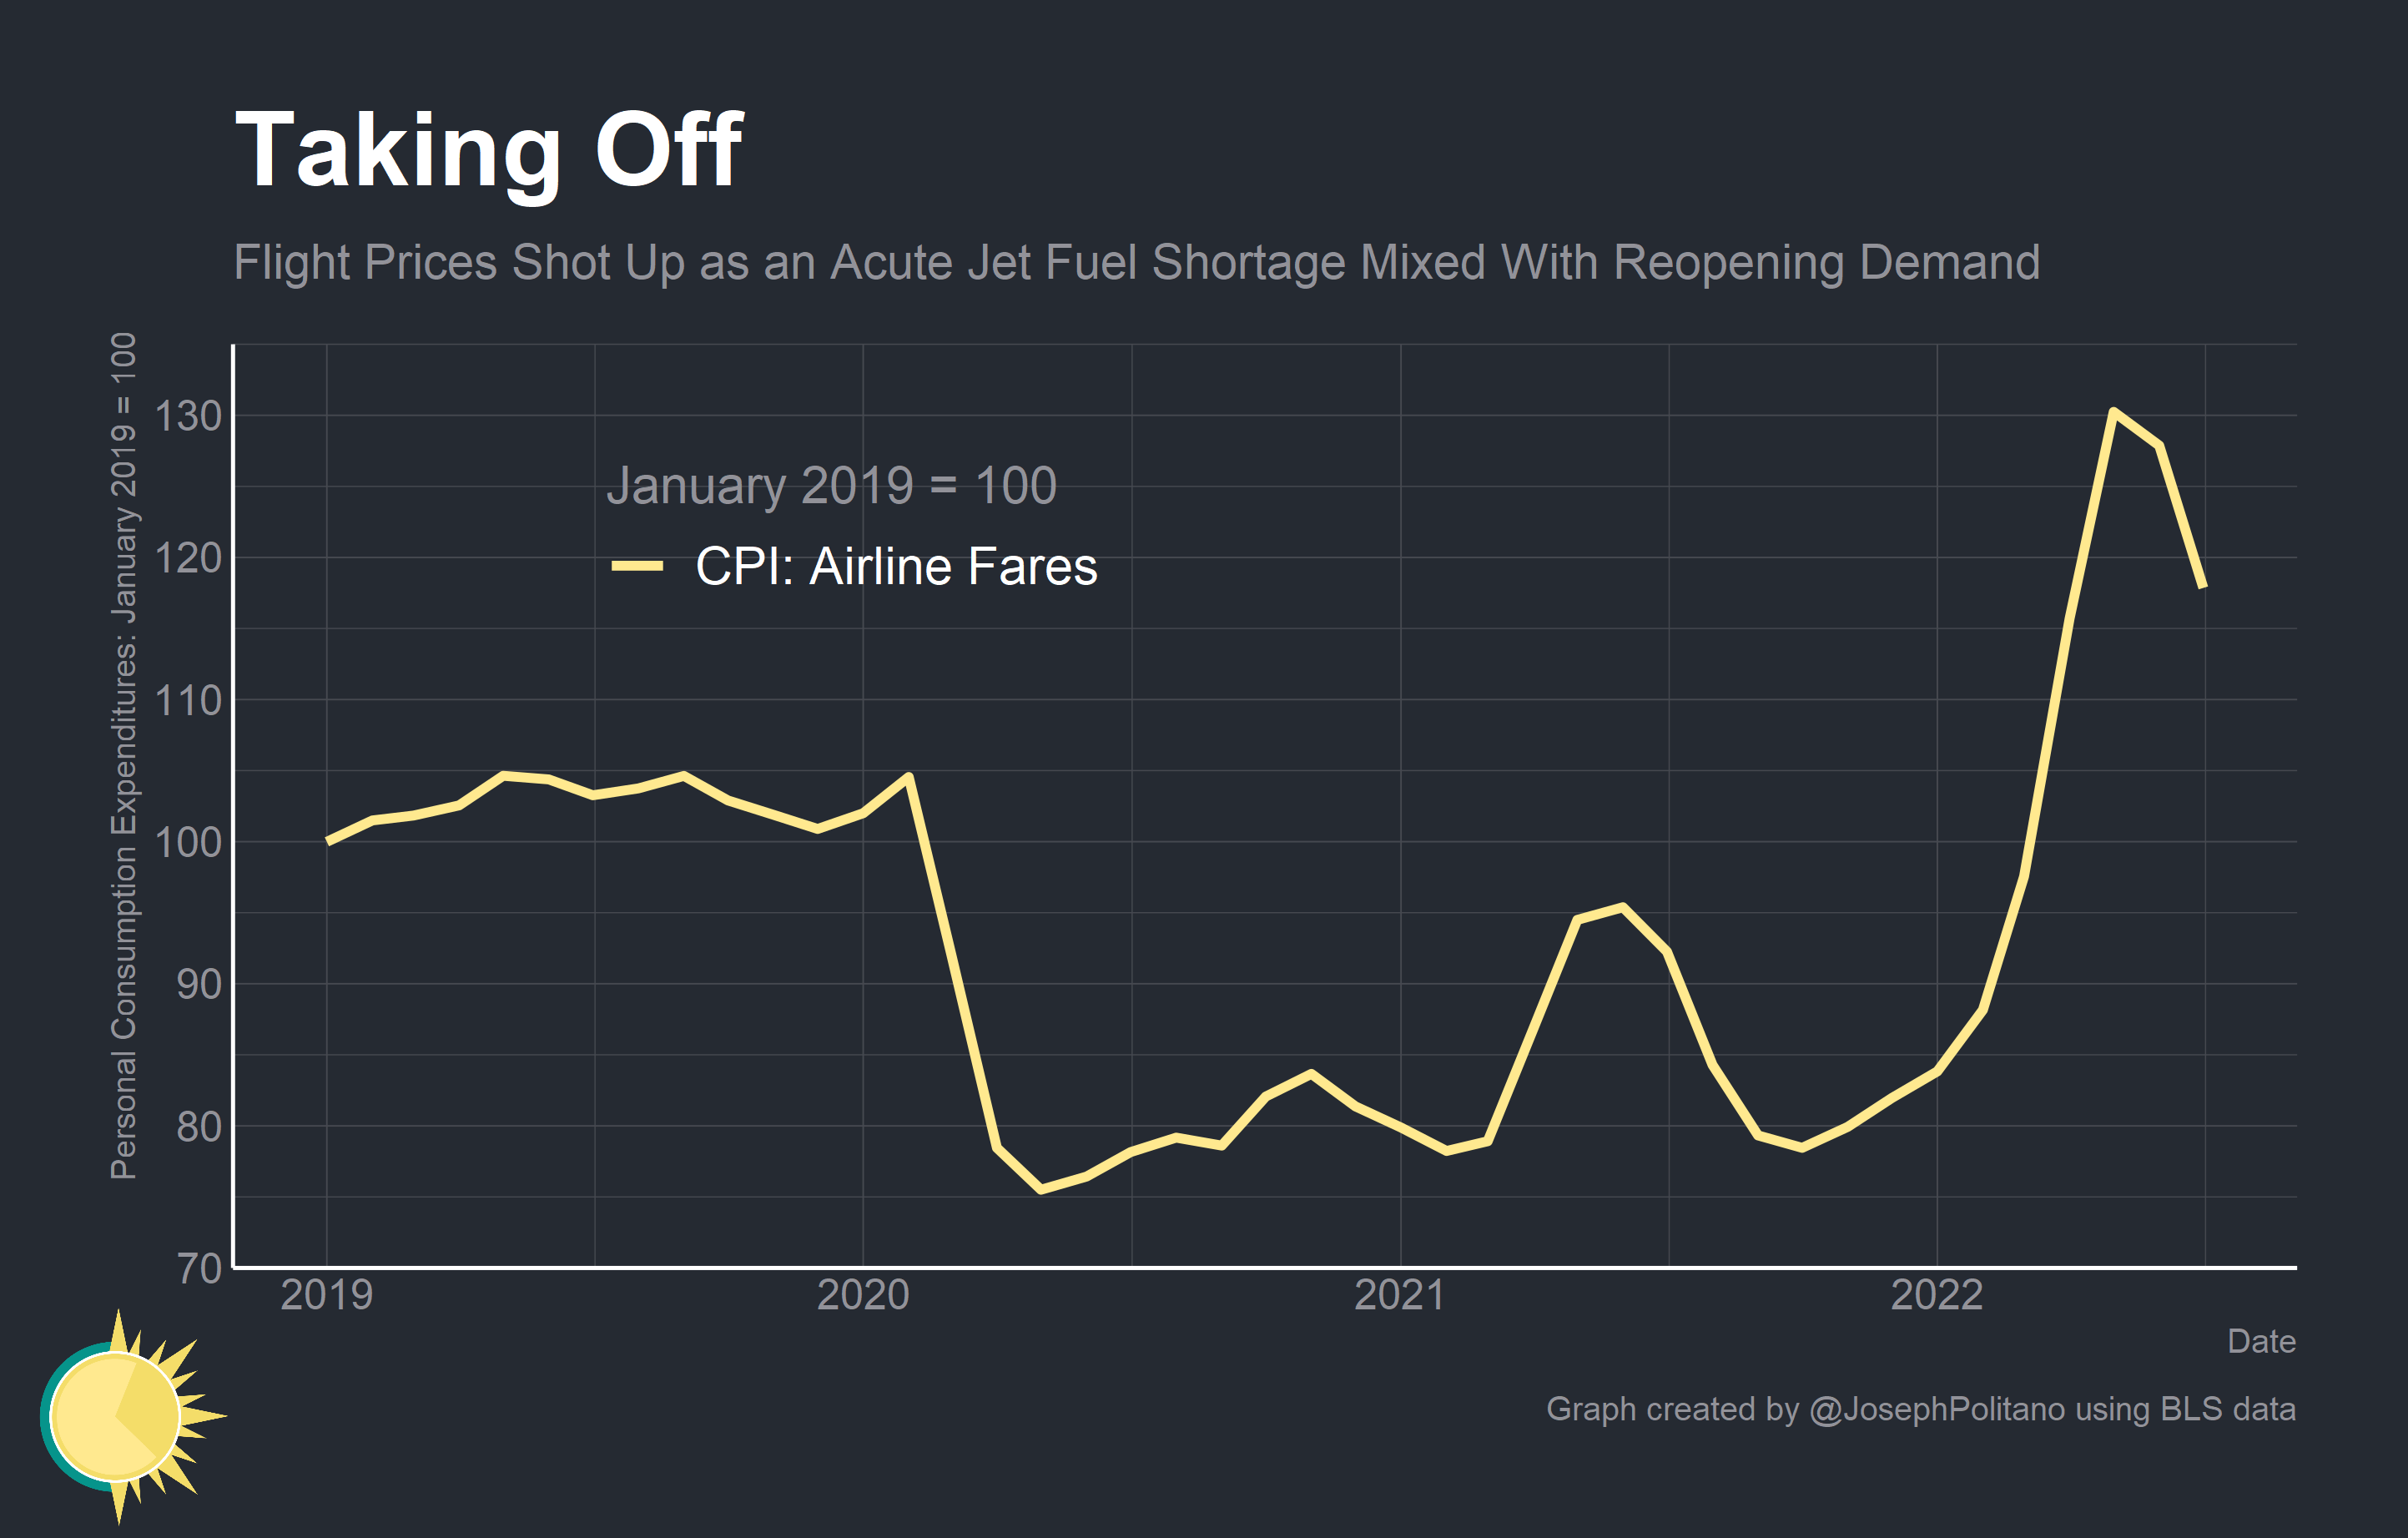 Taking Off
Flight Prices Shot Up as an Acute Jet Fuel Shortage Mixed With Reopening Demand
Personal Consumption Expenditures: January 2019 = 100
130
120
110
100
90
80
70
January 2019 = 100
CPI: Airline Fares
2019
2020
2021
2022
Date
Graph created by @JosephPolitano using BLS data